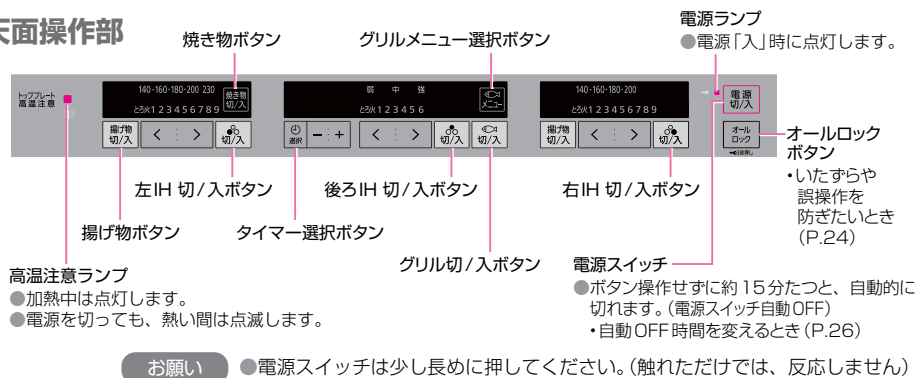 天面操作部
焼き物ボタン
グリルメニュー選択ボタン
電源ランプ
●電源「入」時に点灯します。
トッププレート
高温注意
140・160・180・200 230
とろ火1 2 3 4 5 6 7 8 9
焼き物
切/入
弱 中 強
とろ火1 2 3 4 5 6
メニュー
140・160・180・200
とろ火1 2 3 4 5 6 7 8 9
電源
切/入
揚げ物
切/入
＜ ＞
切/入
選択
－ ＋
＜ ＞
切/入
切/入
揚げ物
切/入
＜ ＞
切/入
オール
ロック
3秒押し
オールロック
ボタン
・いたずらや
誤操作を
防ぎたいとき
(P.24)
左IH 切/入ボタン
後ろIH 切/入ボタン
右IH 切/入ボタン
揚げ物ボタン
タイマー選択ボタン
グリル切/入ボタン
高温注意ランプ
●加熱中は点灯します。
●電源を切っても、熱い間は点滅します。
電源スイッチ
●ボタン操作せずに約15分たつと、自動的に
切れます。(電源スイッチ自動OFF)
・自動OFF時間を変えるとき(P.26)
お願い ●電源スイッチは少し長めに押してください。(触れただけでは、反応しません)